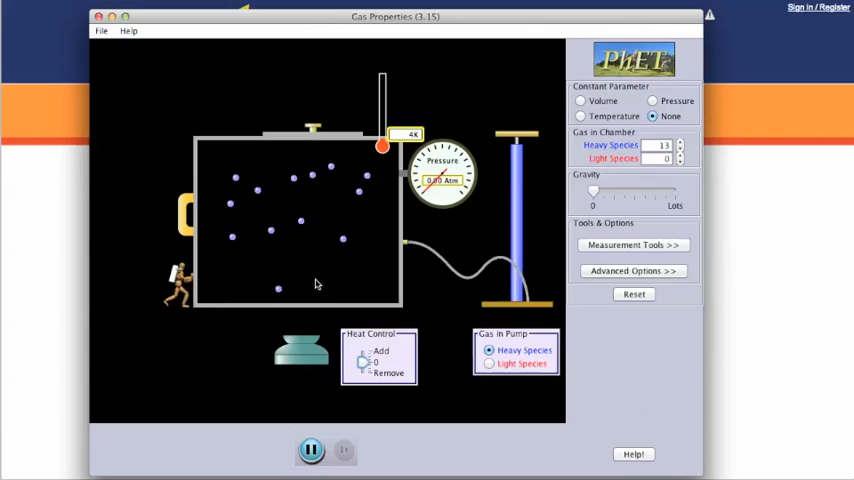 Sign in / Register
Gas Properties (3.15)
File Help
PhET
Constant Parameter
Volume Pressure
Temperature None
Gas in Chamber
Heavy Species 13
Light Species 0
Gravity
0 Lots
Tools & Options
Measurement Tools >>
Advanced Options >>
Reset
4K
Pressure
0.00 Atm
Heat Control
Add
0
Remove
Gas in Pump
Heavy Species
Light Species
Help!